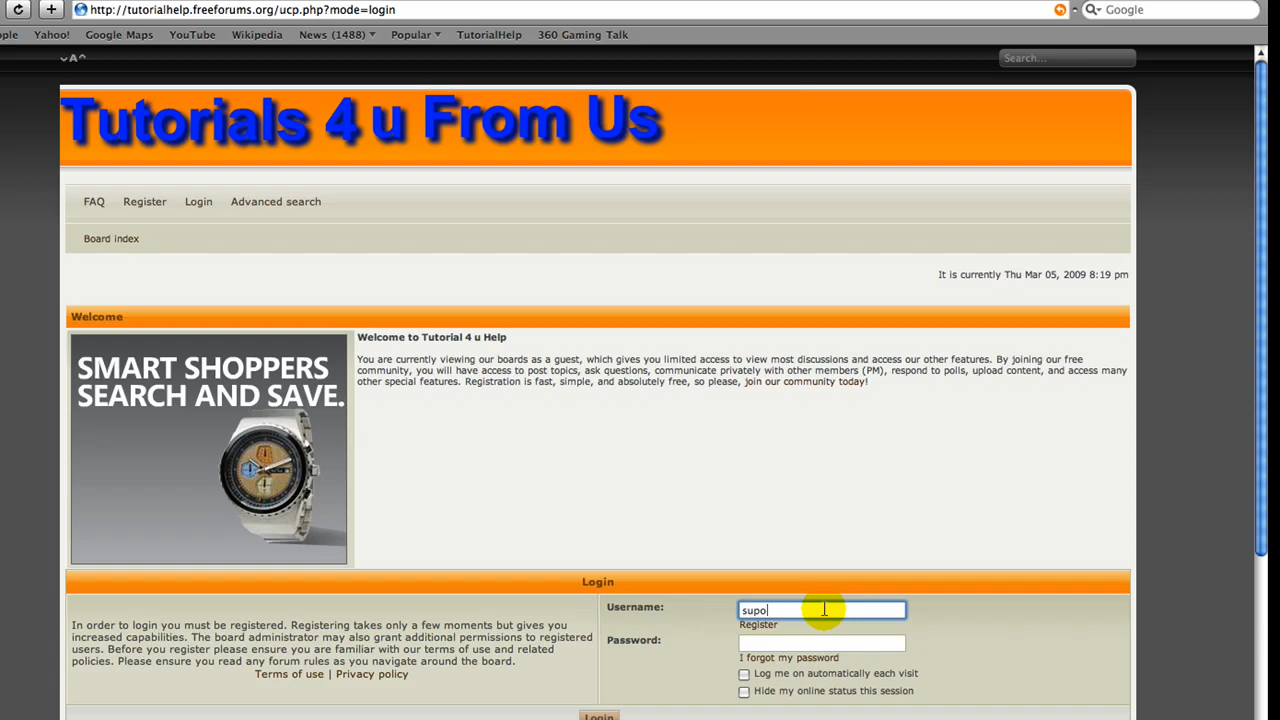 http://tutorialhelp.freeforums.org/ucp.php?mode=login
Google
ple Yahoo! Google Maps YouTube Wikipedia News (1488) Popular TutorialHelp 360 Gaming Talk
A
Search...
Tutorials 4 u From Us
FAQ Register Login Advanced search
Board index
It is currently Thu Mar 05, 2009 8:19 pm
Welcome
SMART SHOPPERS
SEARCH AND SAVE.
Welcome to Tutorial 4 u Help
You are currently viewing our boards as a guest, which gives you limited access to view most discussions and access our other features. By joining our free
community, you will have access to post topics, ask questions, communicate privately with other members (PM), respond to polls, upload content, and access many
other special features. Registration is fast, simple, and absolutely free, so please, join our community today!
Login
In order to login you must be registered. Registering takes only a few moments but gives you
increased capabilities. The board administrator may also grant additional permissions to registered
users. Before you register please ensure you are familiar with our terms of use and related
policies. Please ensure you read any forum rules as you navigate around the board.
Terms of use | Privacy policy
Username:
supo
Register
Password:
I forgot my password
Log me on automatically each visit
Hide my online status this session
Login